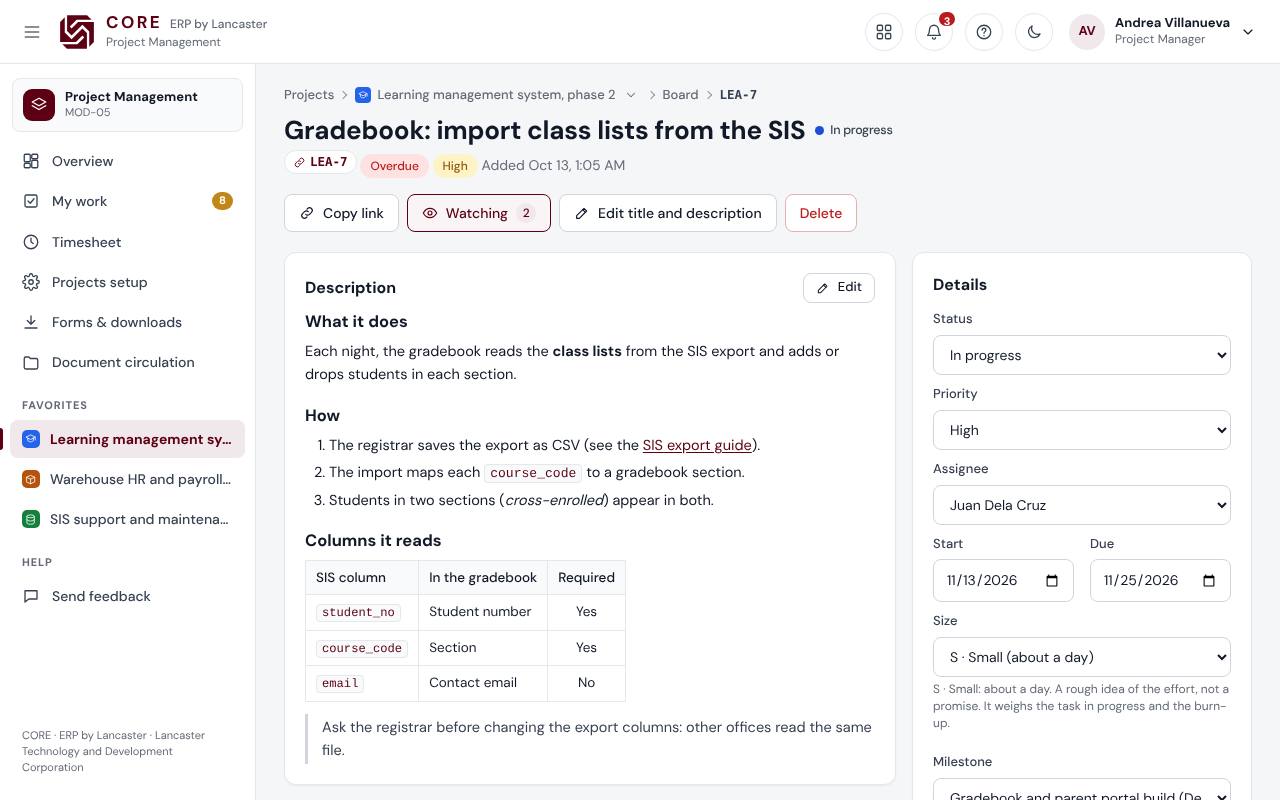 CORE ERP by Lancaster
Project Management
3
AV
Andrea Villanueva
Project Manager
Project Management
MOD-05
Overview
My work 8
Timesheet
Projects setup
Forms & downloads
Document circulation
FAVORITES
Learning management sy...
Warehouse HR and payroll...
SIS support and maintena...
HELP
Send feedback
CORE · ERP by Lancaster · Lancaster
Technology and Development
Corporation
Projects Learning management system, phase 2 Board LEA-7
Gradebook: import class lists from the SIS In progress
LEA-7 Overdue High Added Oct 13, 1:05 AM
Copy link Watching 2 Edit title and description Delete
Description Edit
What it does
Each night, the gradebook reads the class lists from the SIS export and adds or
drops students in each section.
How
1. The registrar saves the export as CSV (see the SIS export guide).
2. The import maps each course_code to a gradebook section.
3. Students in two sections (cross-enrolled) appear in both.
Columns it reads
SIS column In the gradebook Required
student_no Student number Yes
course_code Section Yes
email Contact email No
Ask the registrar before changing the export columns: other offices read the same
file.
Details
Status
In progress
Priority
High
Assignee
Juan Dela Cruz
Start Due
11/13/2026 11/25/2026
Size
S · Small (about a day)
S · Small: about a day. A rough idea of the effort, not a
promise. It weighs the task in progress and the burn-
up.
Milestone
Gradebook and parent portal build (De